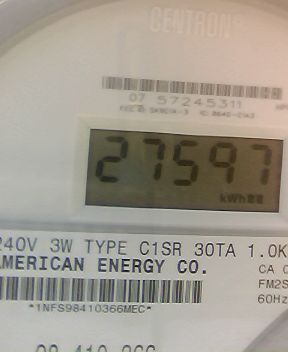 CENTRON
07 57245311
27597
kWh
240V 3W TYPE C1SR 30TA 1.0K
AMERICAN ENERGY CO.
CA
FM2S
60Hz
*1NFS98410366MEC*